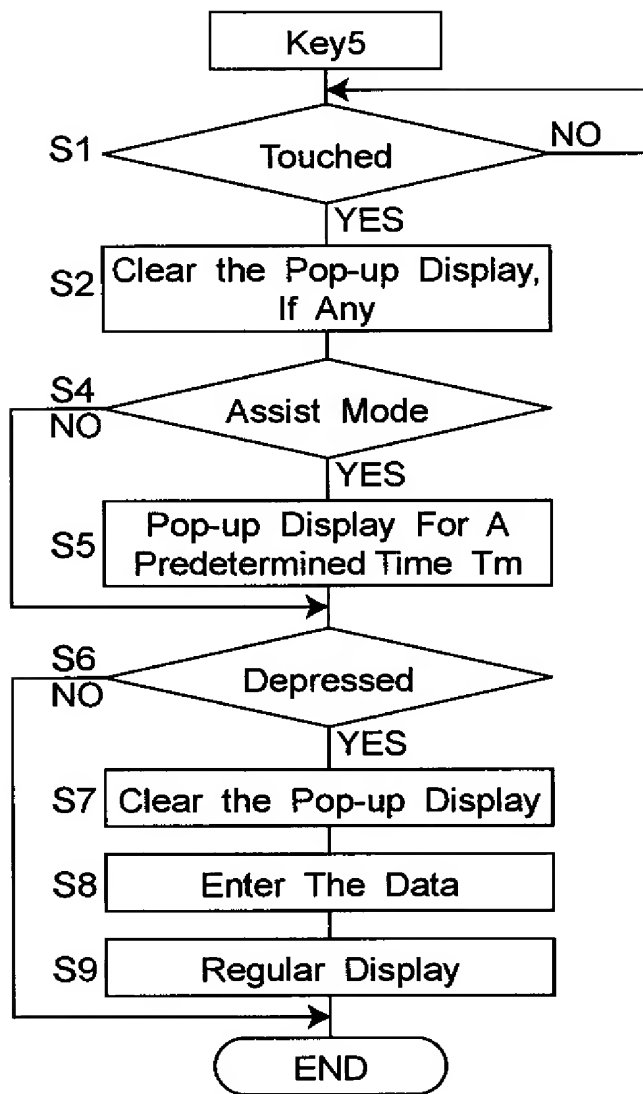 Key5
S1
Touched
NO
YES
S2
Clear the Pop-up Display,
If Any
S4
NO
Assist Mode
YES
S5
Pop-up Display For A
Predetermined Time Tm
S6
NO
Depressed
YES
S7
Clear the Pop-up Display
S8
Enter The Data
S9
Regular Display
END